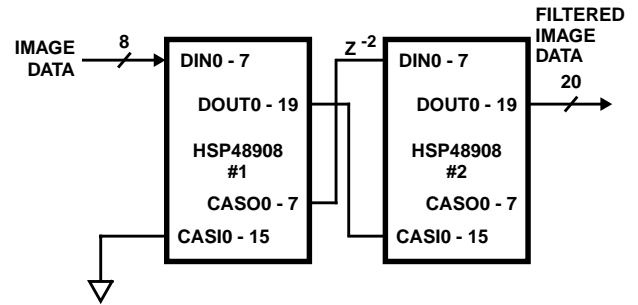 IMAGE
DATA
8
DIN0 - 7
DOUT0 - 19
HSP48908
#1
CASO0 - 7
CASI0 - 15
Z -2
DIN0 - 7
DOUT0 - 19
HSP48908
#2
CASO0 - 7
CASI0 - 15
FILTERED
IMAGE
DATA
20